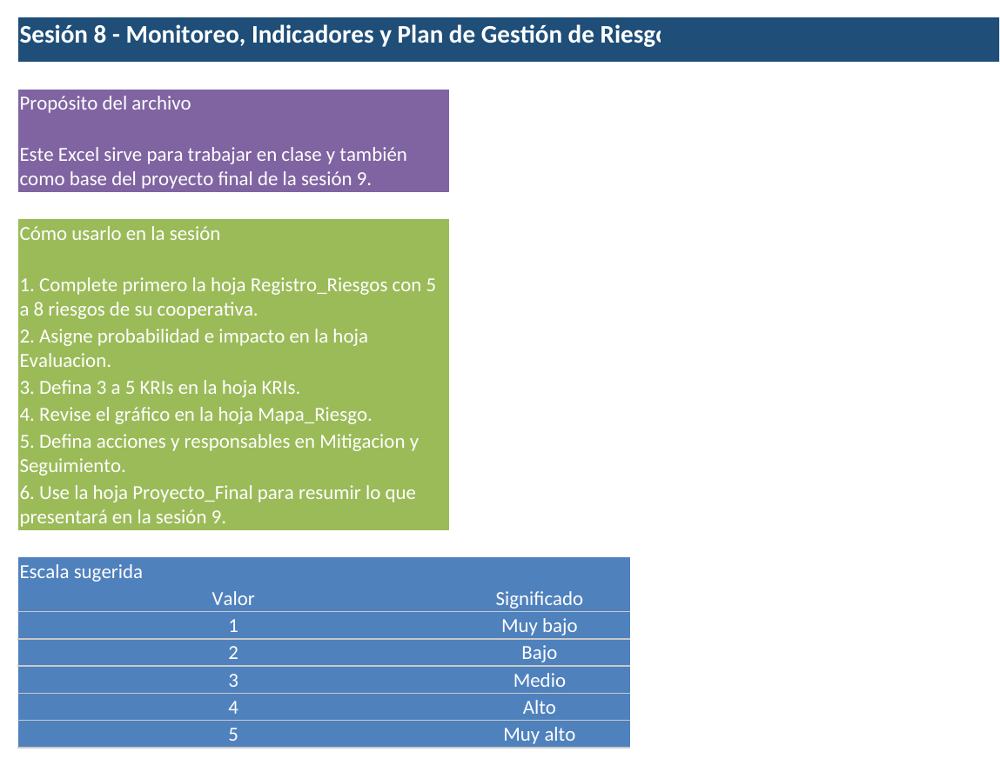 Sesión 8 - Monitoreo, Indicadores y Plan de Gestión de
Propósito del archivo
Este Excel sirve para trabajar en clase y también
como base del proyecto final de la sesión 9.
Cómo usarlo en la sesión
1. Complete primero la hoja Registro_Riesgos con 5
a 8 riesgos de su cooperativa.
2. Asigne probabilidad e impacto en la hoja
Evaluacion.
3. Defina 3 a 5 KRIs en la hoja KRIs.
4. Revise el gráfico en la hoja Mapa_Riesgo.
5. Defina acciones y responsables en Mitigacion y
Seguimiento.
6. Use la hoja Proyecto_Final para resumir lo que
presentará en la sesión 9.
Escala sugerida
Valor Significado
1 Muy bajo
2 Bajo
3 Medio
4 Alto
5 Muy alto